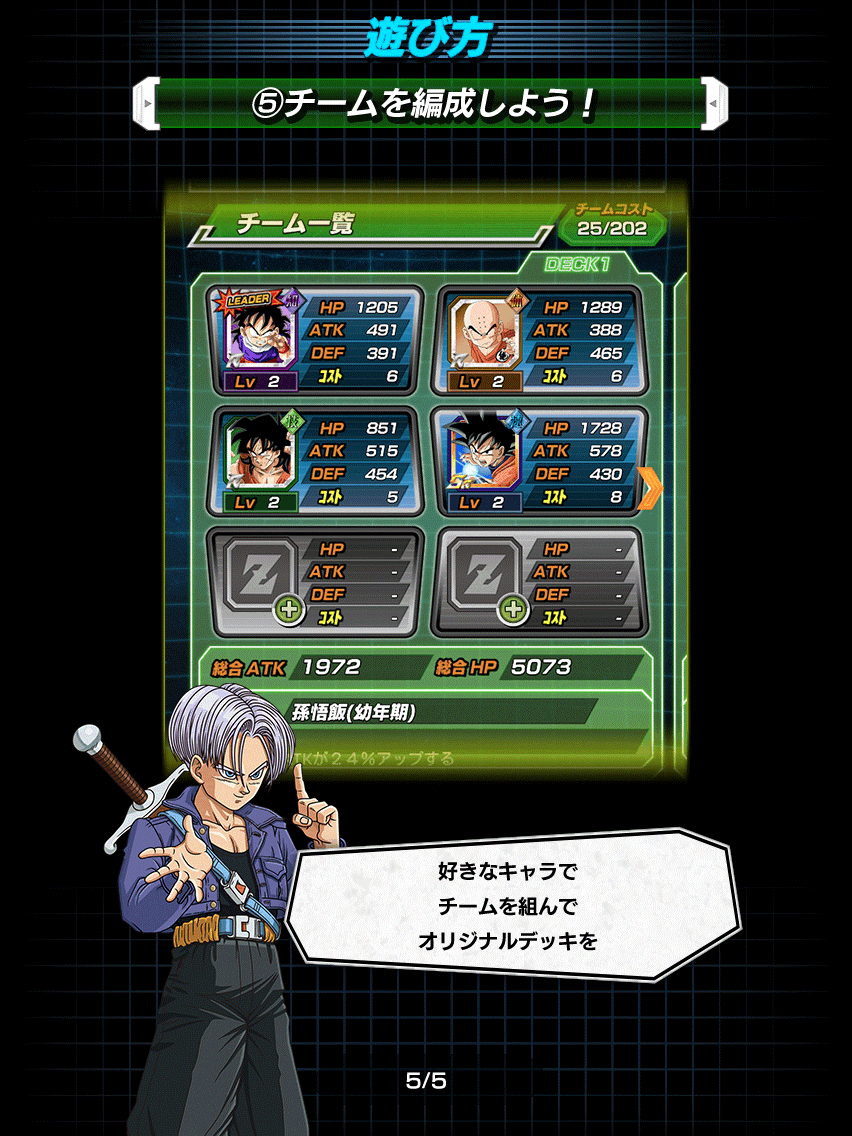 遊び方
⑤チームを編成しよう！
チーム一覧
チームコスト
25/202
DECK1
LEADER
HP 1205
ATK 491
DEF 391
コスト 6
Lv 2
HP 1289
ATK 388
DEF 465
コスト 6
Lv 2
HP 851
ATK 515
DEF 454
コスト 5
Lv 2
SR
HP 1728
ATK 578
DEF 430
コスト 8
Lv 2
Z
HP -
ATK -
DEF -
コスト -
Z
HP -
ATK -
DEF -
コスト -
総合ATK 1972
総合HP 5073
孫悟飯(幼年期)
TKが２４%アップする
好きなキャラで
チームを組んで
オリジナルデッキを
5/5